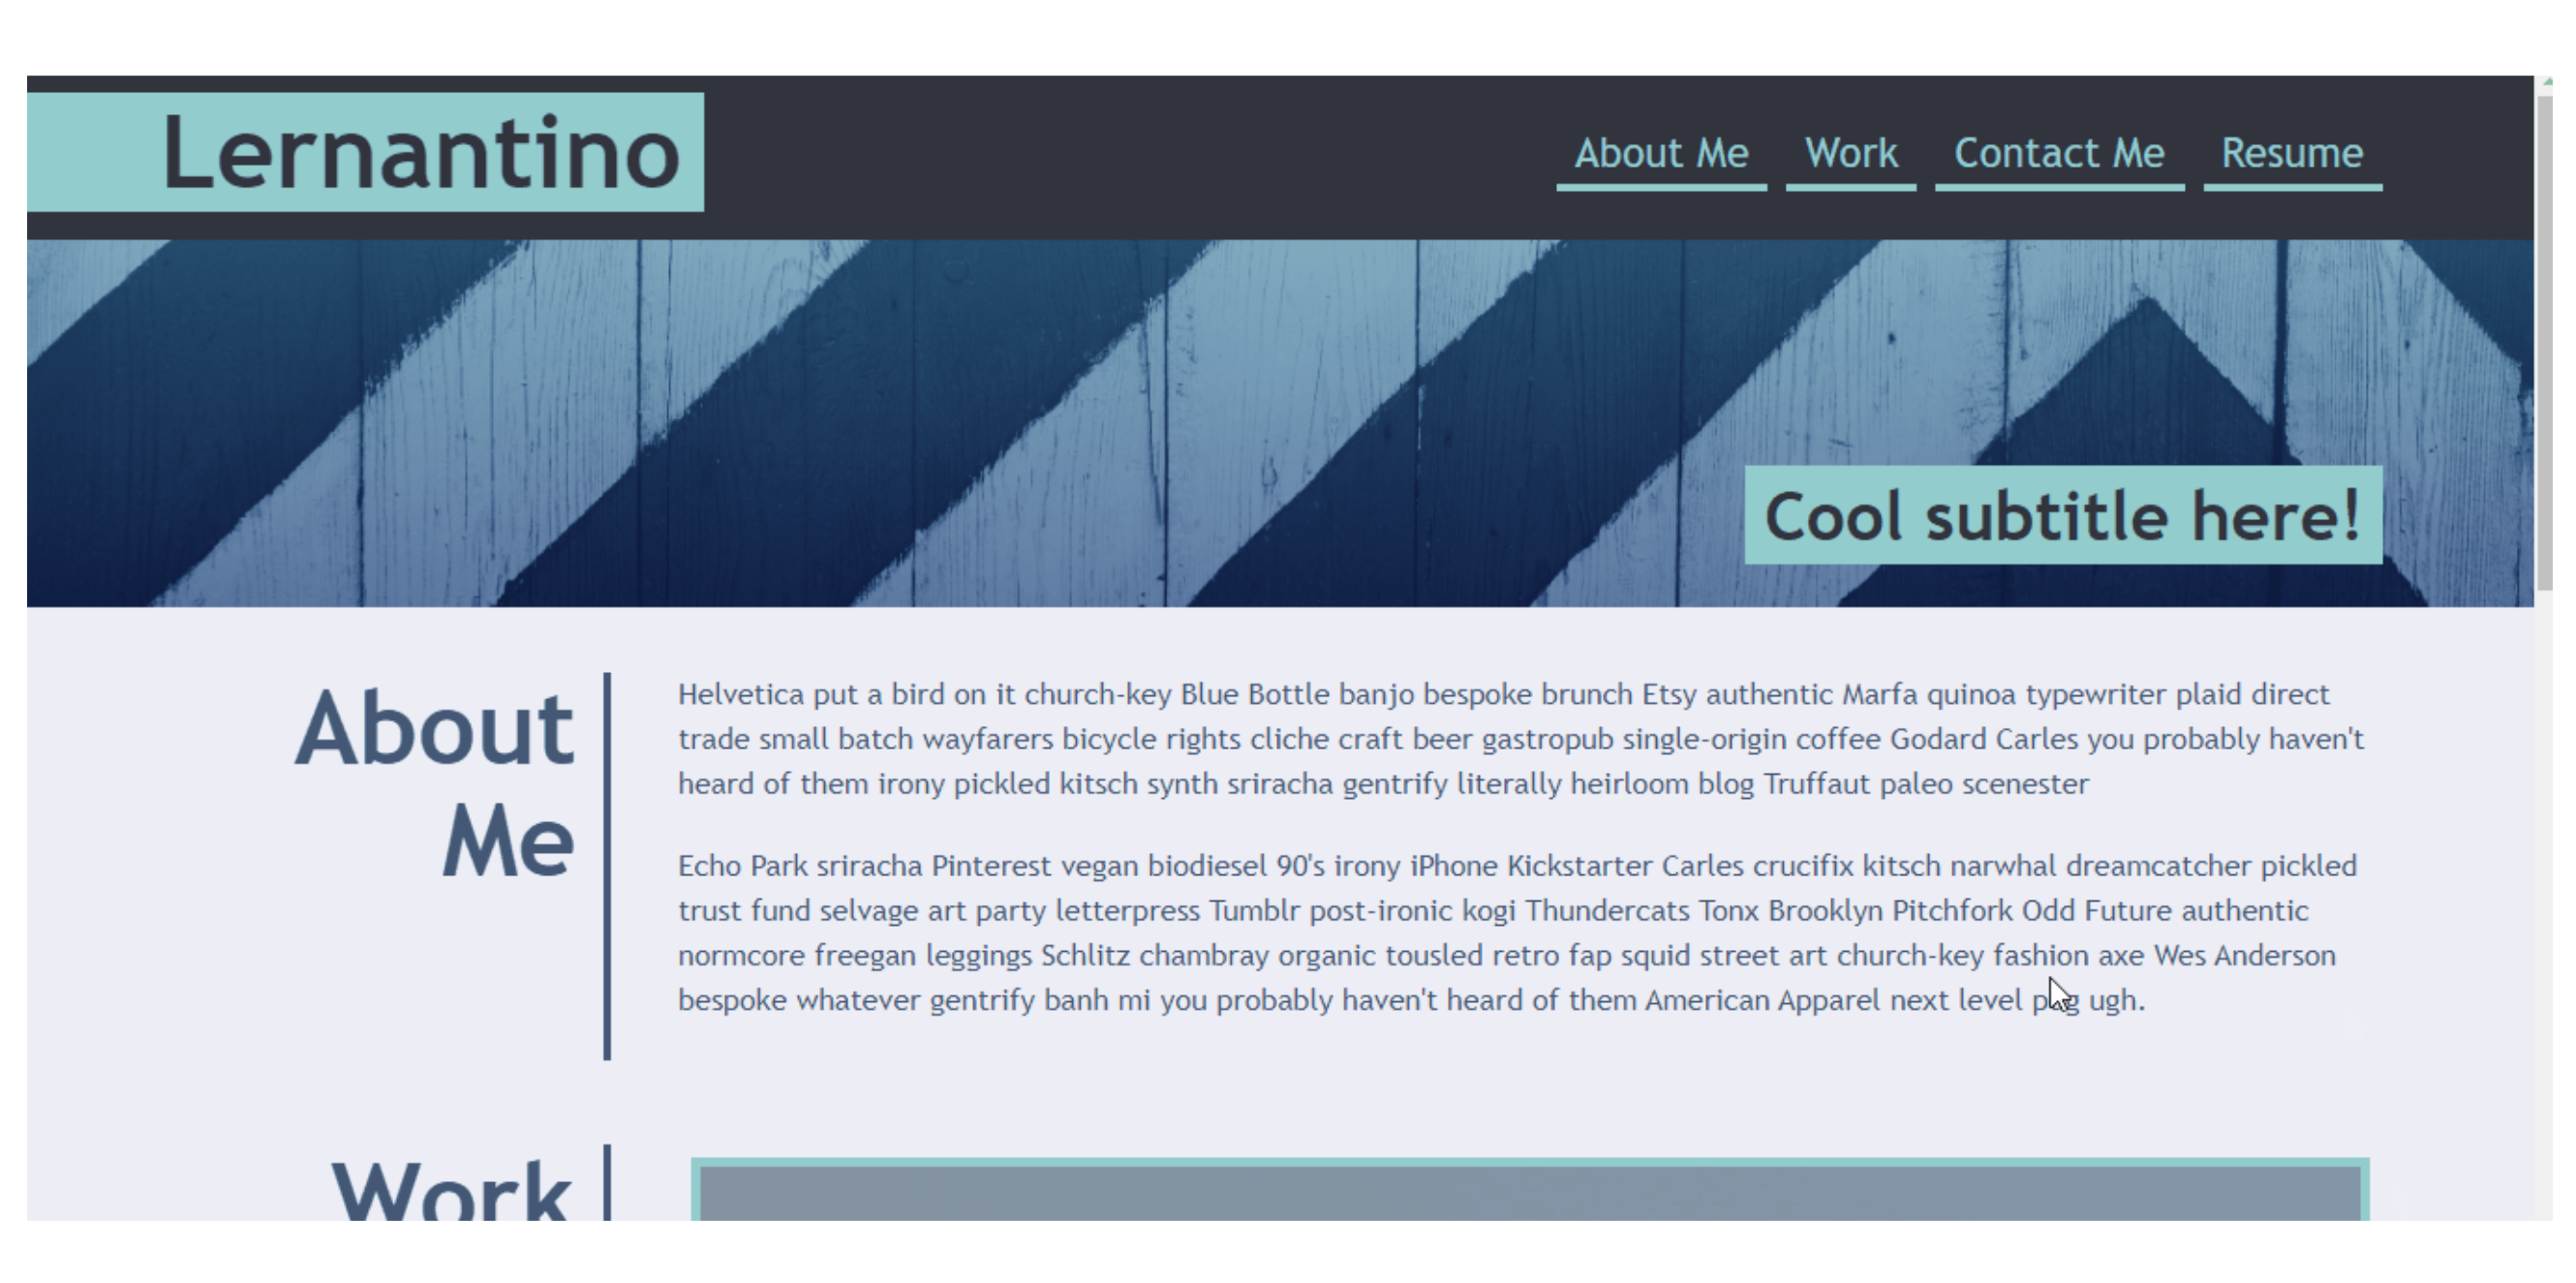 Lernantino
About Me Work Contact Me Resume
Cool subtitle here!
About
Me
Helvetica put a bird on it church-key Blue Bottle banjo bespoke brunch Etsy authentic Marfa quinoa typewriter plaid direct
trade small batch wayfarers bicycle rights cliche craft beer gastropub single-origin coffee Godard Carles you probably haven't
heard of them irony pickled kitsch synth sriracha gentrify literally heirloom blog Truffaut paleo scenester
Echo Park sriracha Pinterest vegan biodiesel 90's irony iPhone Kickstarter Carles crucifix kitsch narwhal dreamcatcher pickled
trust fund selvage art party letterpress Tumblr post-ironic kogi Thundercats Tonx Brooklyn Pitchfork Odd Future authentic
normcore freegan leggings Schlitz chambray organic tousled retro fap squid street art church-key fashion axe Wes Anderson
bespoke whatever gentrify banh mi you probably haven't heard of them American Apparel next level ugh.
Work